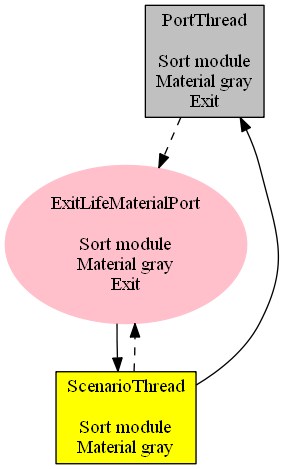 PortThread
Sort module
Material gray
Exit
ExitLifeMaterialPort
Sort module
Material gray
Exit
ScenarioThread
Sort module
Material gray